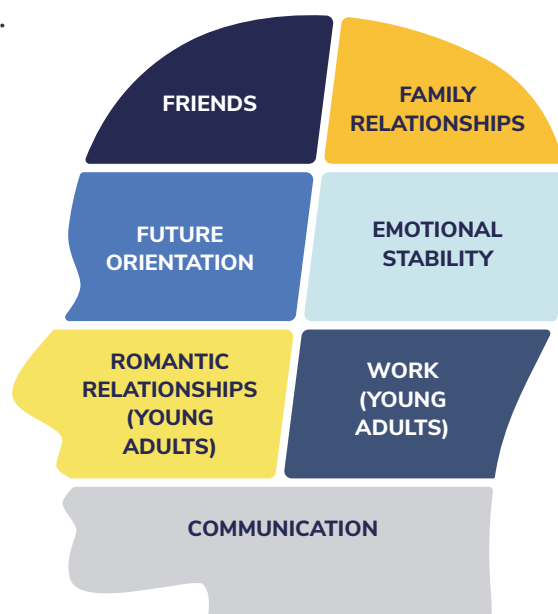 .
FRIENDS
FAMILY
RELATIONSHIPS
FUTURE
ORIENTATION
EMOTIONAL
STABILITY
ROMANTIC
RELATIONSHIPS
(YOUNG
ADULTS)
WORK
(YOUNG
ADULTS)
COMMUNICATION